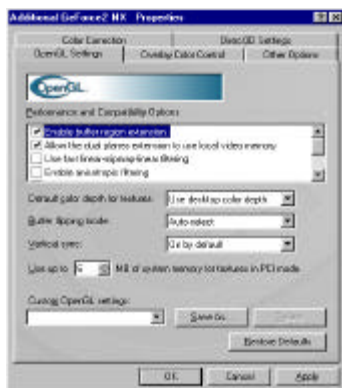 Additional GeForce2 MX Properties
Color Correction
Direct3D Settings
OpenGL Settings
Overlay Color Control
Other Options
OpenGL
Performance and Compatibility Options
Enable buffer region extension
Allow the dual planes extension to use local video memory
Use fast linear-mipmap-linear filtering
Enable anisotropic filtering
Default color depth for textures: Use desktop color depth
Buffer flipping mode: Auto-select
Vertical sync: On by default
Use up to MB of system memory for textures in PCI mode
Custom OpenGL settings:
Save As
Restore Defaults
OK Cancel Apply